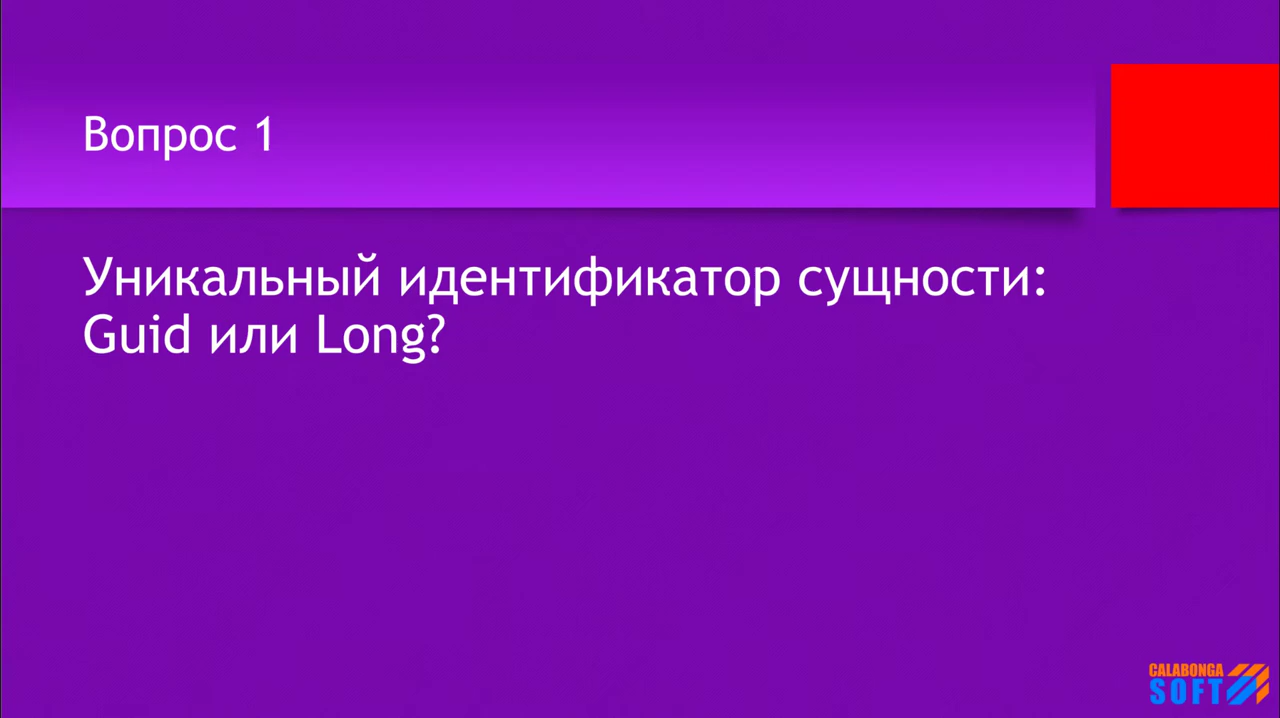 Вопрос 1
Уникальный идентификатор сущности:
Guid или Long?
CALABONGA
SOFT